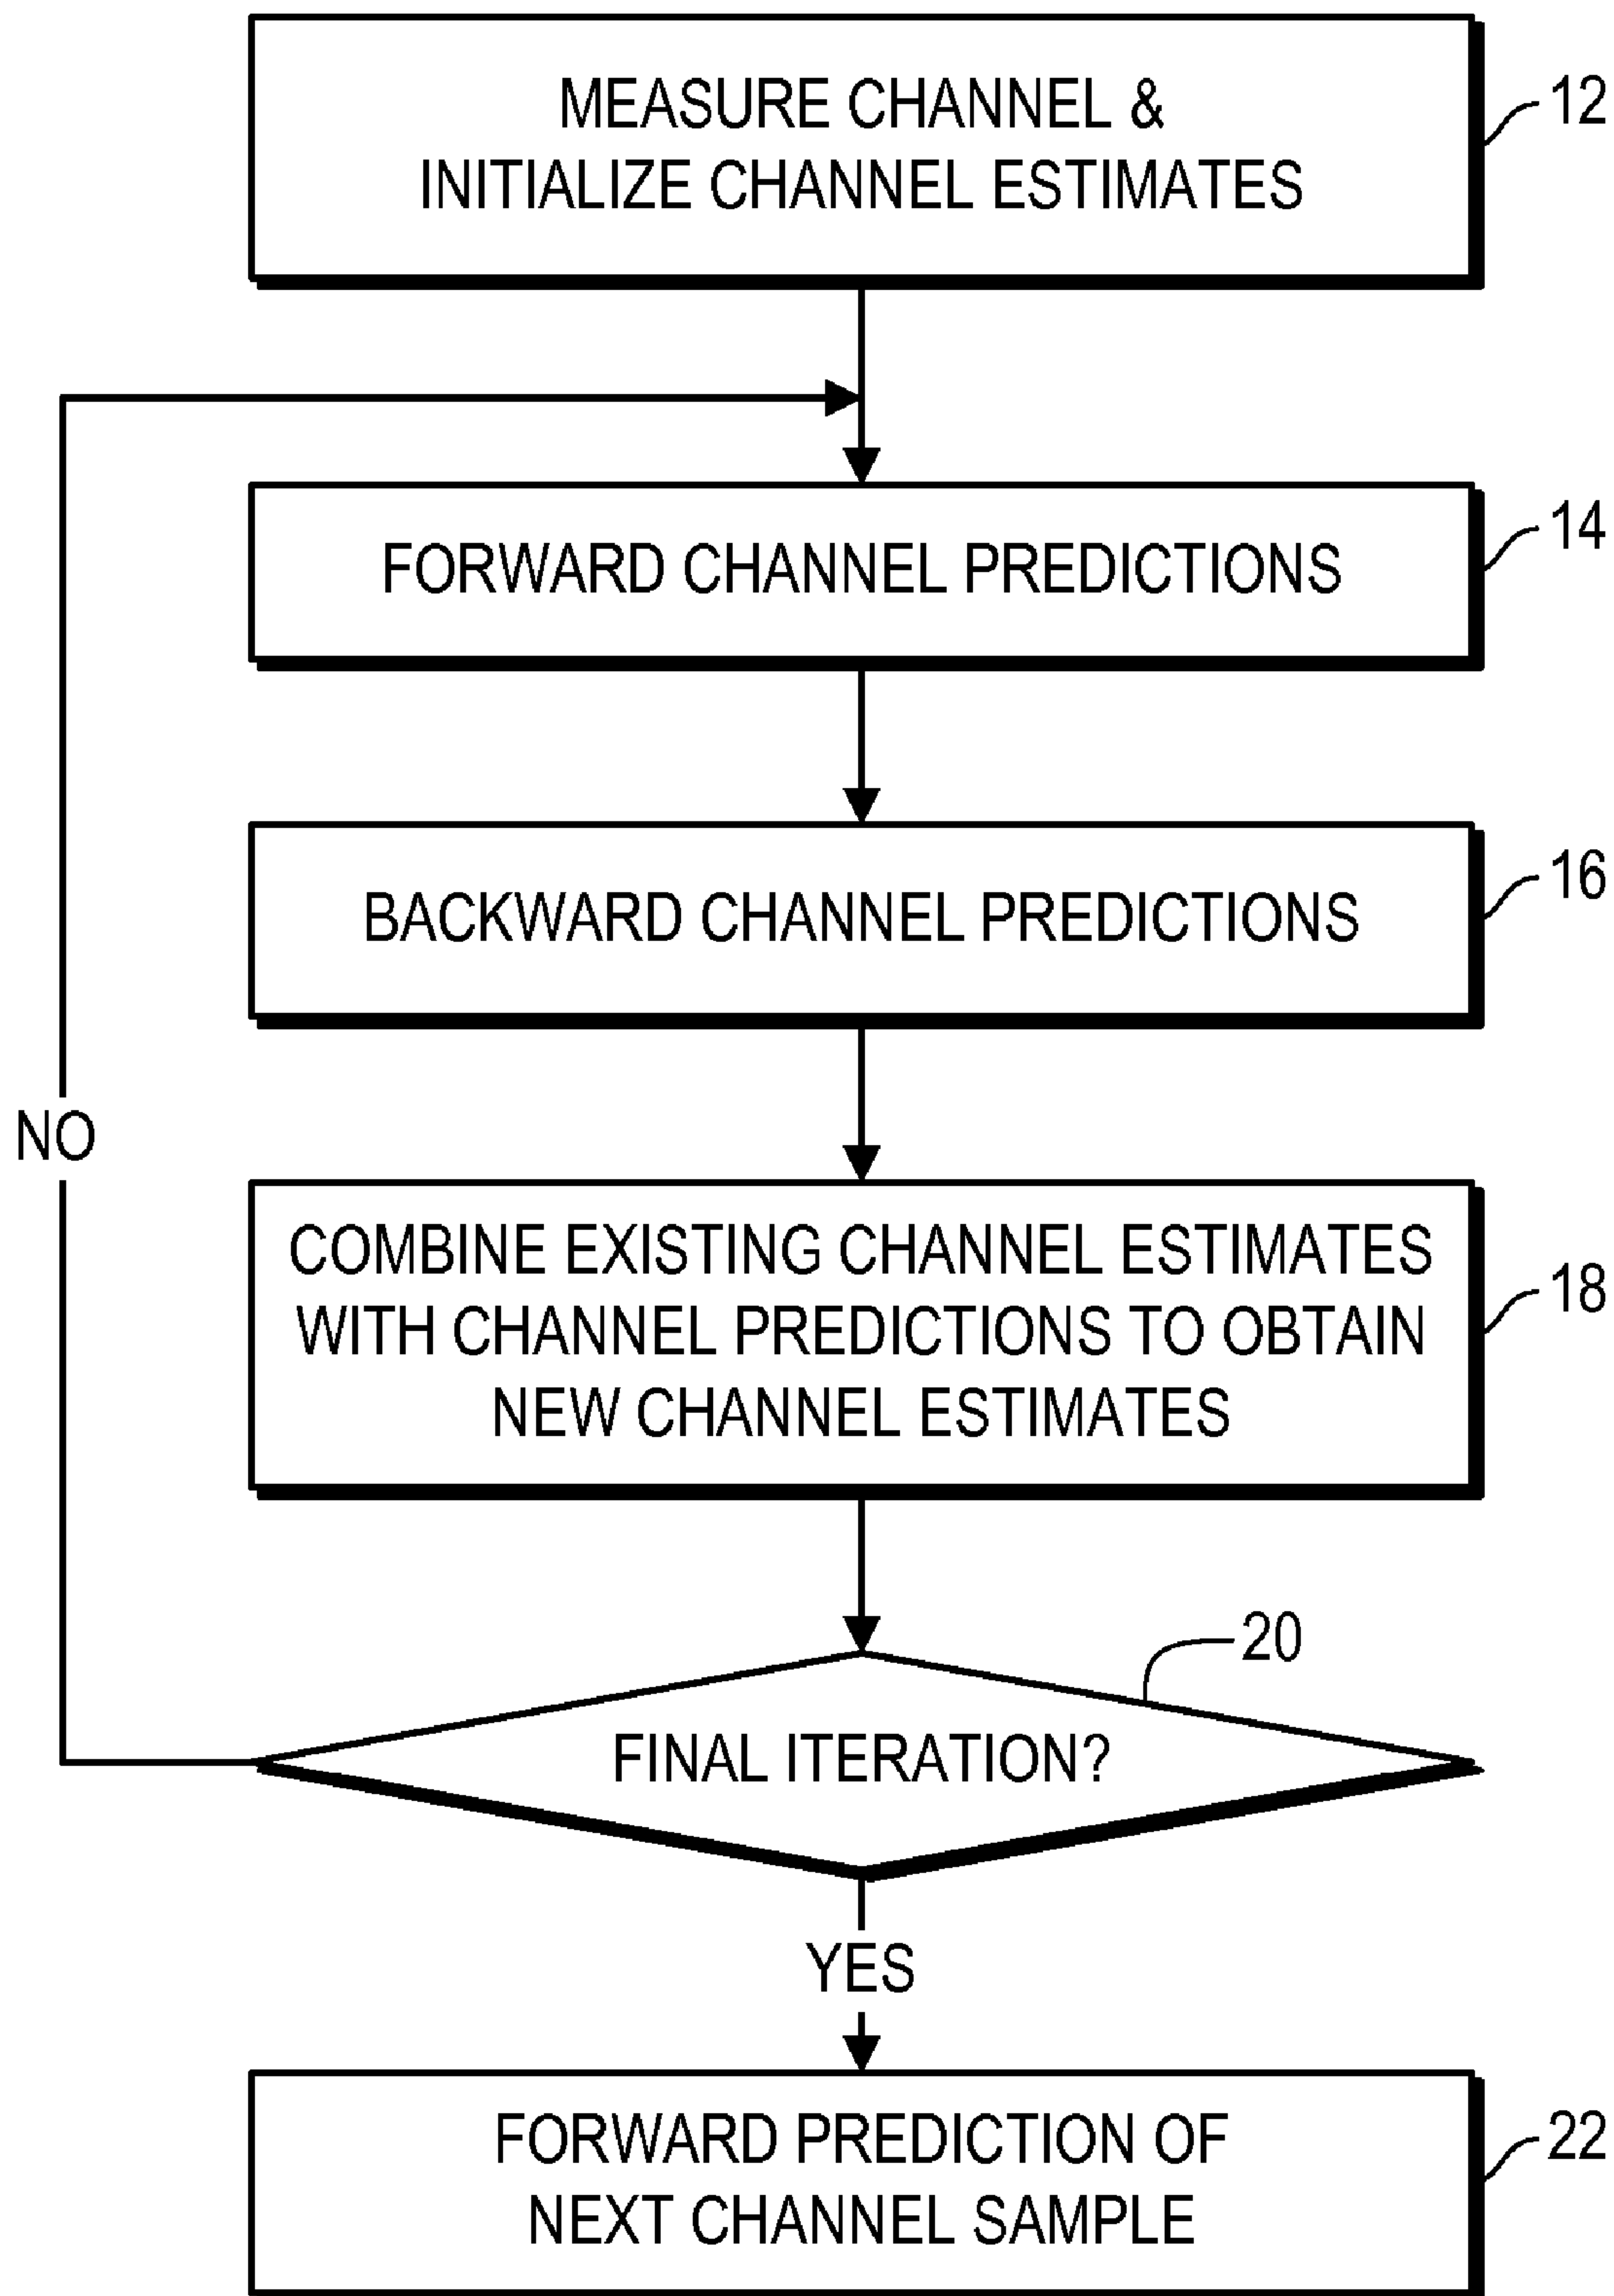 MEASURE CHANNEL &
INITIALIZE CHANNEL ESTIMATES
12
FORWARD CHANNEL PREDICTIONS
14
BACKWARD CHANNEL PREDICTIONS
16
NO
COMBINE EXISTING CHANNEL ESTIMATES
WITH CHANNEL PREDICTIONS TO OBTAIN
NEW CHANNEL ESTIMATES
18
20
FINAL ITERATION?
YES
FORWARD PREDICTION OF
NEXT CHANNEL SAMPLE
22